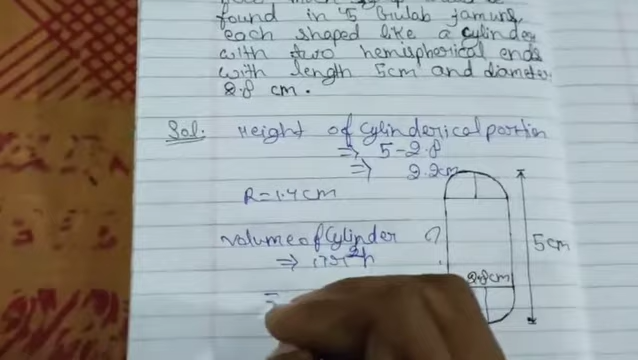 found in 45 Gulab jamuns,
each shaped like a cylinder
with two hemispherical ends
with length 5cm and diameter
2.8 cm.
Sol. Height of Cylinderical portion
⇒ 5-2.8
⇒ 2.2cm
R=1.4cm
5cm
Volume of Cylinder
⇒ πr²h
2.8cm
=